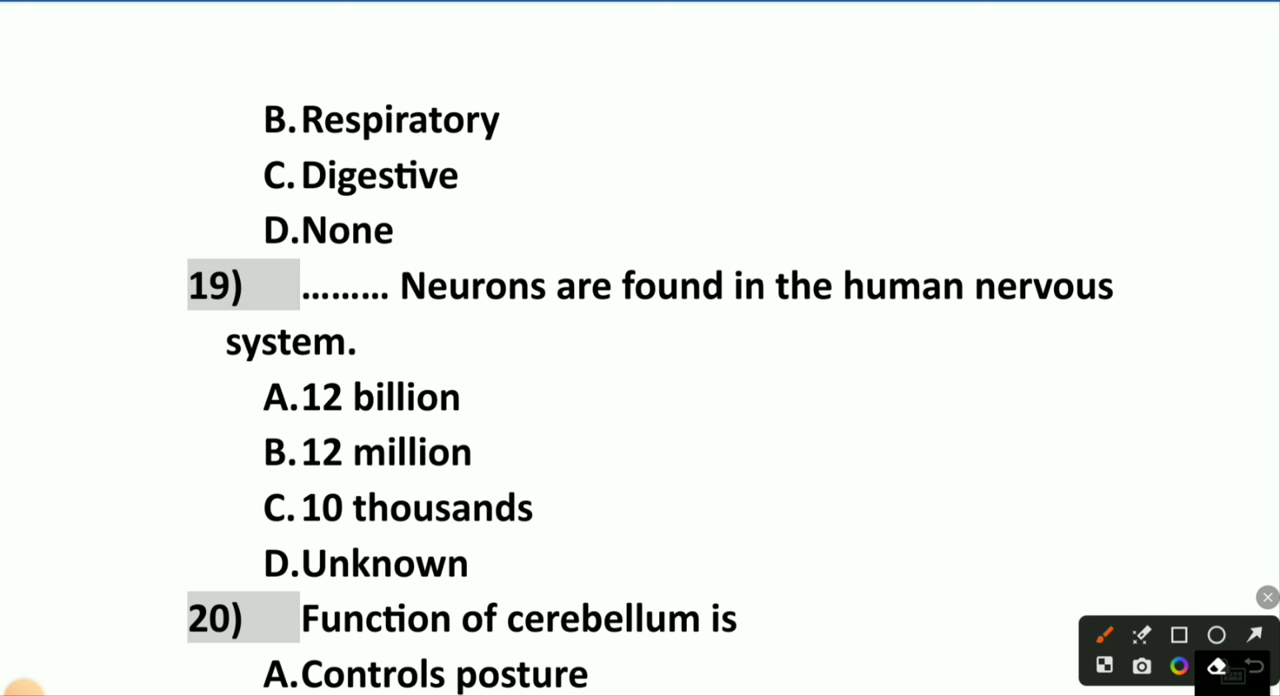 B. Respiratory
C. Digestive
D. None
19) ......... Neurons are found in the human nervous
system.
A. 12 billion
B. 12 million
C. 10 thousands
D. Unknown
20) Function of cerebellum is
A. Controls posture